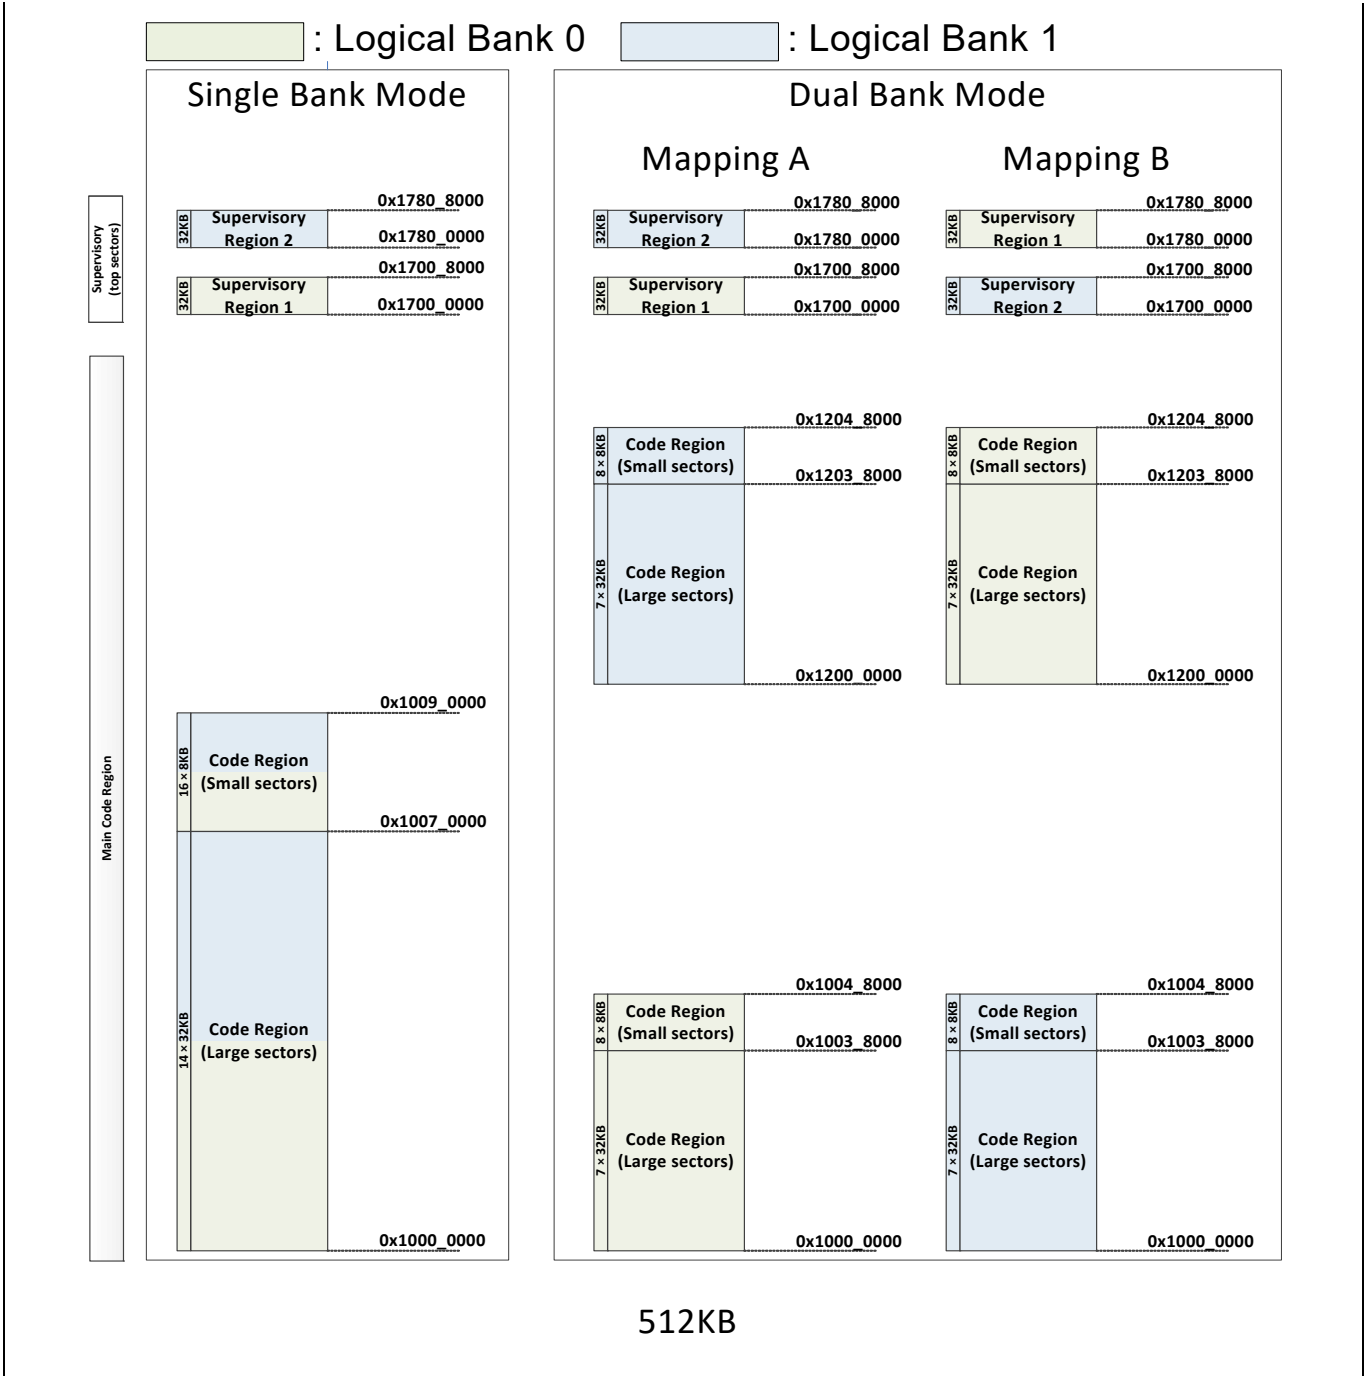 : Logical Bank 0
: Logical Bank 1
Single Bank Mode
Dual Bank Mode
Mapping A
Mapping B
Supervisory
(top sectors)
Main Code Region
32KB
Supervisory
Region 2
0x1780_8000
0x1780_0000
32KB
Supervisory
Region 1
0x1700_8000
0x1700_0000
16 × 8KB
Code Region
(Small sectors)
0x1009_0000
0x1007_0000
14 × 32KB
Code Region
(Large sectors)
0x1000_0000
32KB
Supervisory
Region 2
0x1780_8000
0x1780_0000
32KB
Supervisory
Region 1
0x1700_8000
0x1700_0000
8 × 8KB
Code Region
(Small sectors)
0x1204_8000
0x1203_8000
7 × 32KB
Code Region
(Large sectors)
0x1200_0000
8 × 8KB
Code Region
(Small sectors)
0x1004_8000
0x1003_8000
7 × 32KB
Code Region
(Large sectors)
0x1000_0000
32KB
Supervisory
Region 1
0x1780_8000
0x1780_0000
32KB
Supervisory
Region 2
0x1700_8000
0x1700_0000
8 × 8KB
Code Region
(Small sectors)
0x1204_8000
0x1203_8000
7 × 32KB
Code Region
(Large sectors)
0x1200_0000
8 × 8KB
Code Region
(Small sectors)
0x1004_8000
0x1003_8000
7 × 32KB
Code Region
(Large sectors)
0x1000_0000
512KB